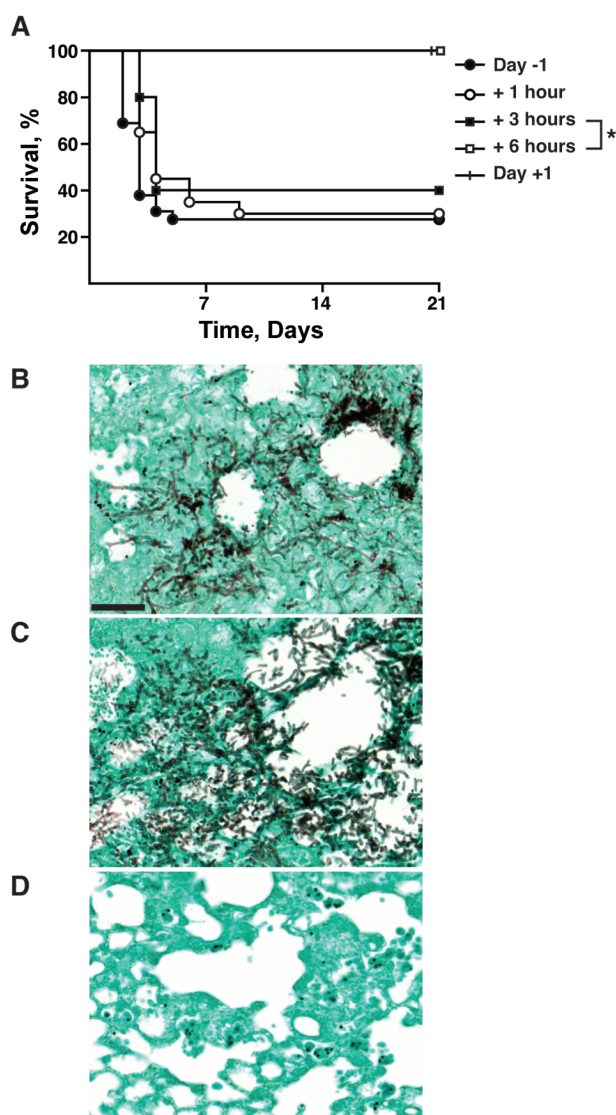 A
Survival, %
100
80
60
40
20
7
14
21
Time, Days
Day -1
+ 1 hour
+ 3 hours
+ 6 hours
Day +1
*
B
C
D